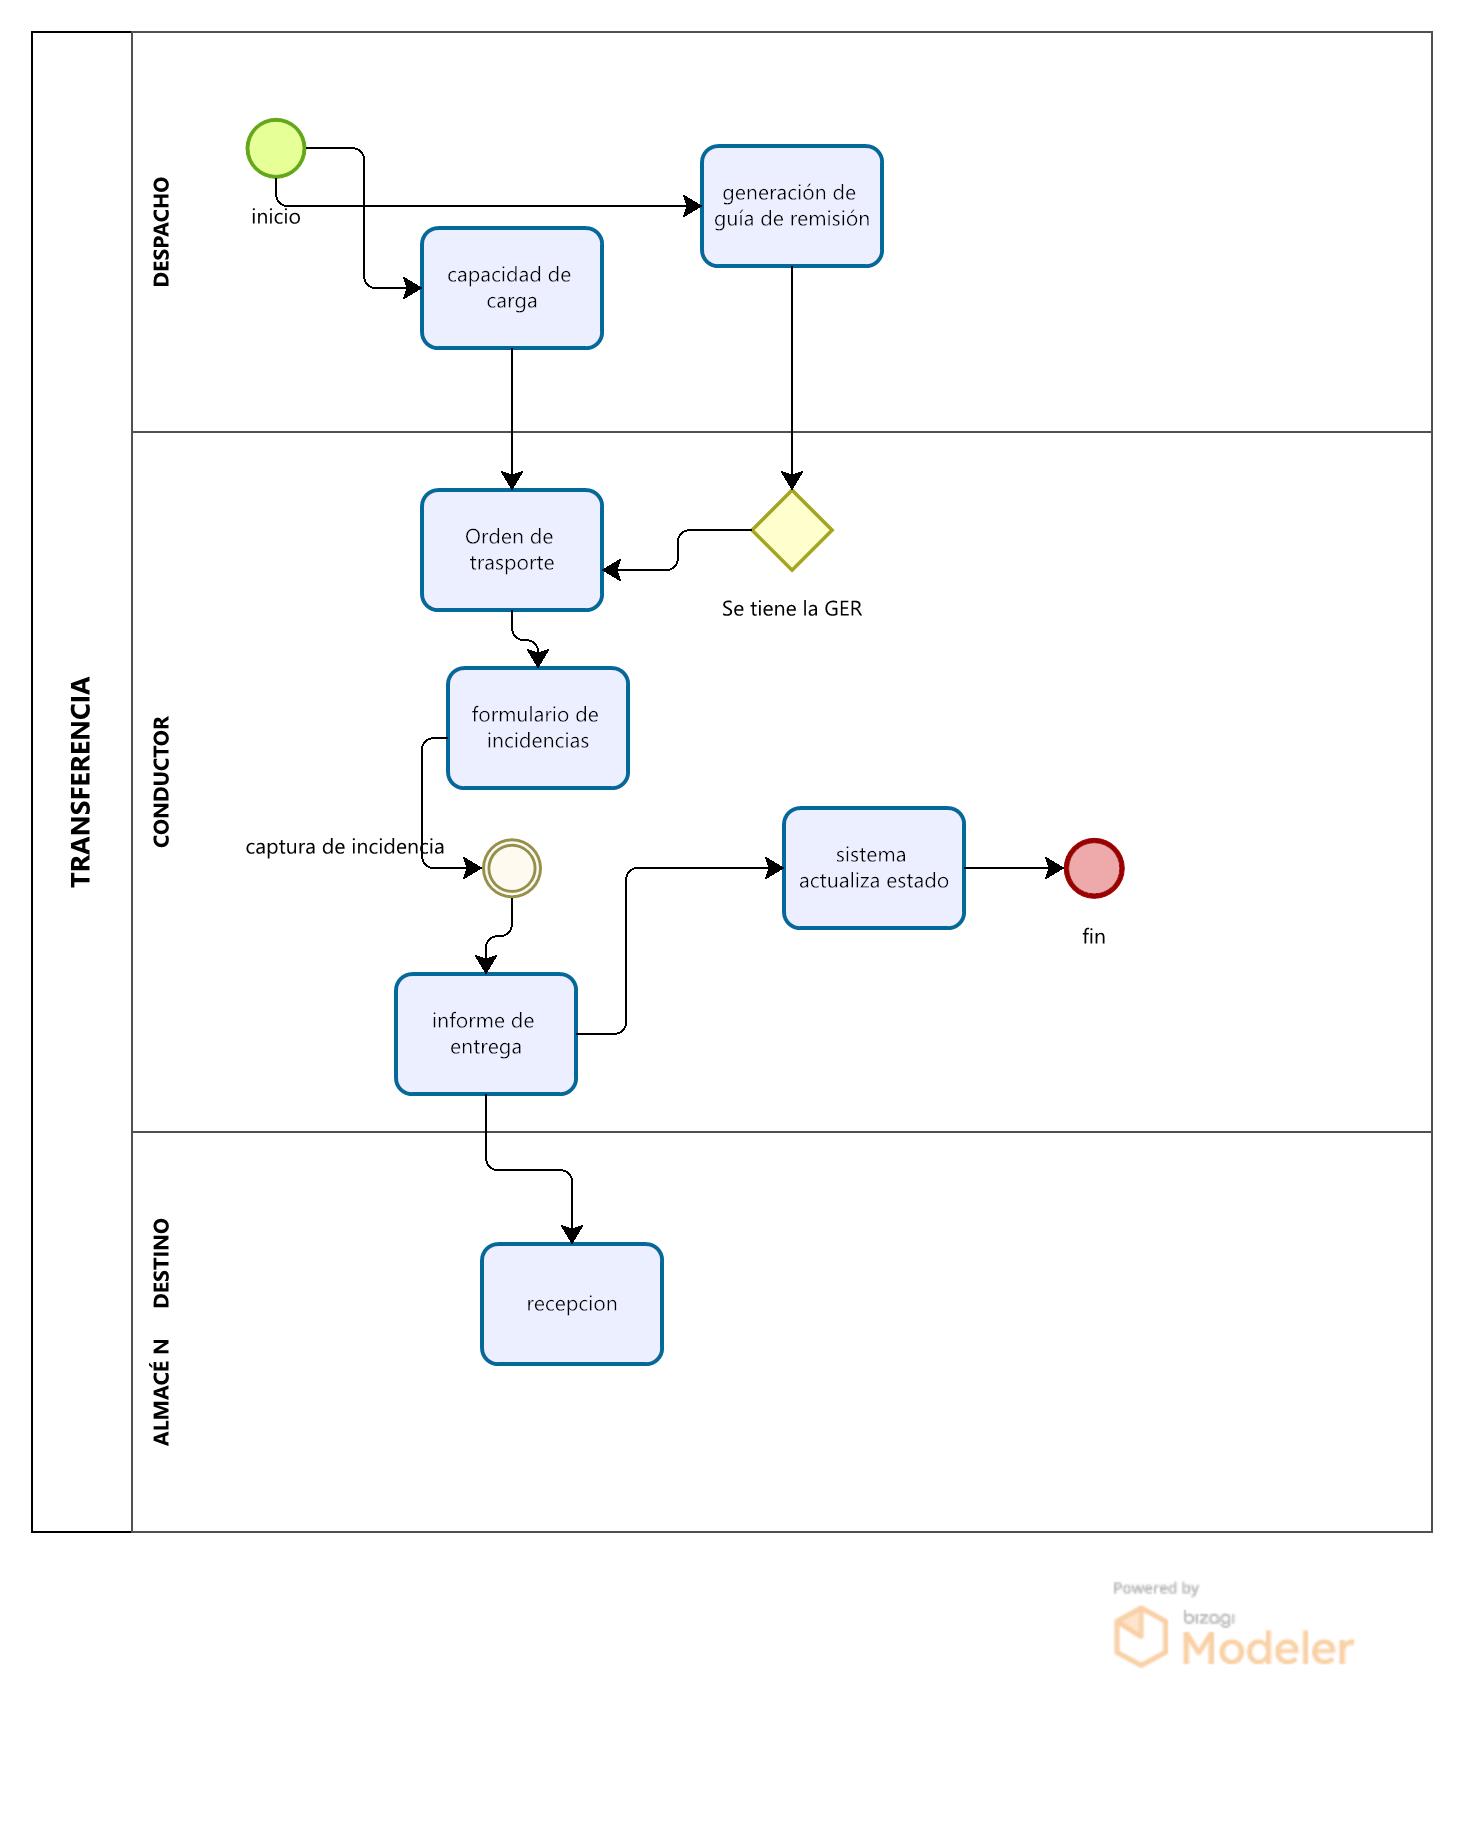 TRANSFERENCIA
DESPACHO
inicio
generación de
guía de remisión
capacidad de
carga
CONDUCTOR
Orden de
trasporte
Se tiene la GER
formulario de
incidencias
captura de incidencia
sistema
actualiza estado
fin
informe de
entrega
ALMACÉ N DESTINO
recepcion
Powered by
bizagi
Modeler